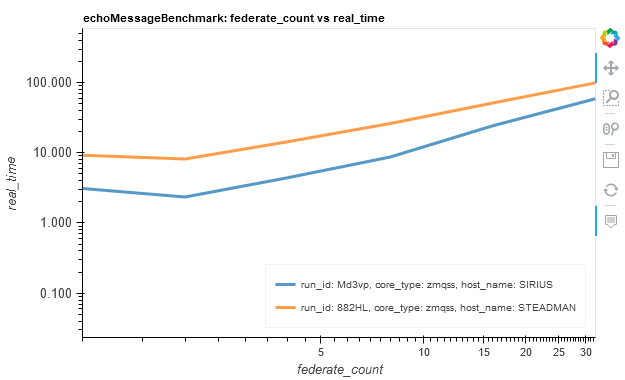 echoMessageBenchmark: federate_count vs real_time
100.000
10.000
1.000
0.100
real_time
run_id: Md3vp, core_type: zmqss, host_name: SIRIUS
run_id: 882HL, core_type: zmqss, host_name: STEADMAN
5 10 15 20 25 30
federate_count